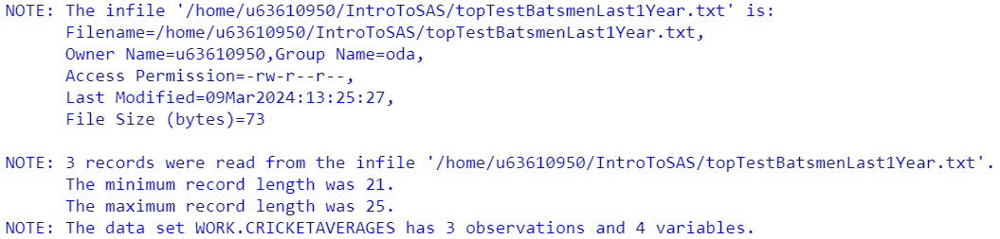 NOTE: The infile '/home/u63610950/IntroToSAS/topTestBatsmenLast1Year.txt' is:
      Filename=/home/u63610950/IntroToSAS/topTestBatsmenLast1Year.txt,
      Owner Name=u63610950,Group Name=oda,
      Access Permission=-rw-r--r--,
      Last Modified=09Mar2024:13:25:27,
      File Size (bytes)=73

NOTE: 3 records were read from the infile '/home/u63610950/IntroToSAS/topTestBatsmenLast1Year.txt'.
      The minimum record length was 21.
      The maximum record length was 25.
NOTE: The data set WORK.CRICKETAVERAGES has 3 observations and 4 variables.